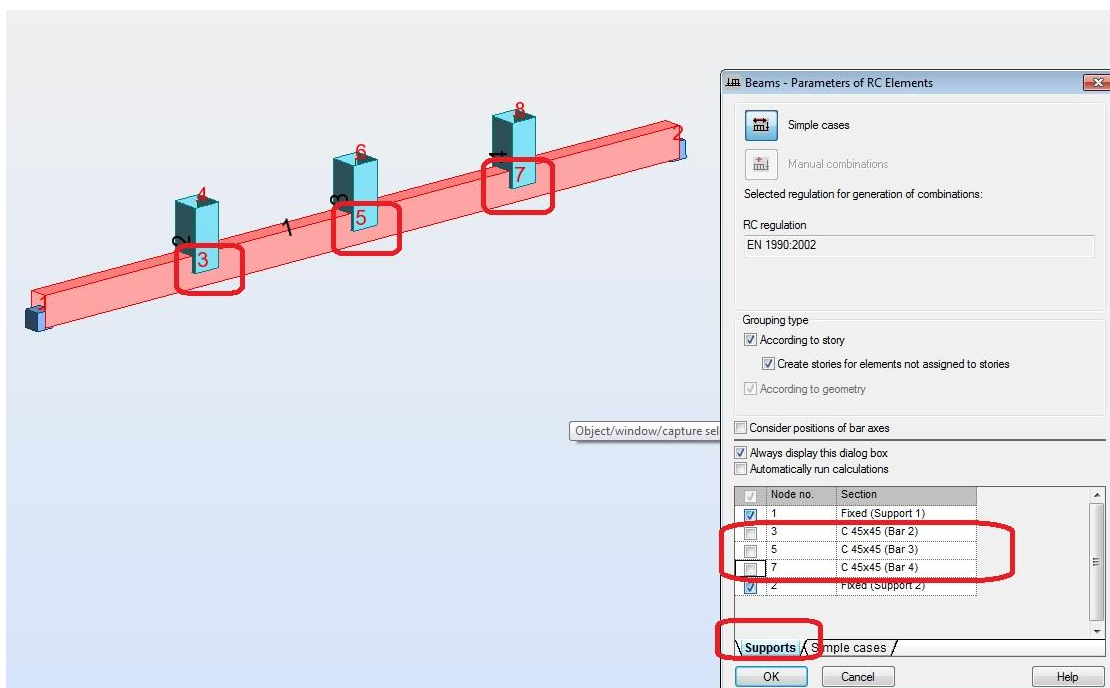 8
2
6
1
7
4
3
5
1
2
3
1
Object/window/capture sel
Beams - Parameters of RC Elements
Simple cases
Manual combinations
Selected regulation for generation of combinations:
RC regulation
EN 1990:2002
Grouping type
According to story
Create stories for elements not assigned to stories
According to geometry
Consider positions of bar axes
Always display this dialog box
Automatically run calculations
Node no. Section
1 Fixed (Support 1)
3 C 45x45 (Bar 2)
5 C 45x45 (Bar 3)
7 C 45x45 (Bar 4)
2 Fixed (Support 2)
Supports Simple cases
OK Cancel Help